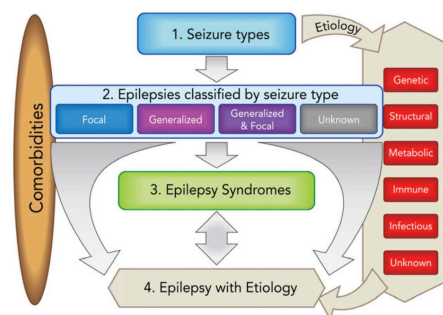 1. Seizure types
Etiology
Comorbidities
2. Epilepsies classified by seizure type
Focal
Generalized
Generalized
& Focal
Unknown
3. Epilepsy Syndromes
4. Epilepsy with Etiology
Genetic
Structural
Metabolic
Immune
Infectious
Unknown